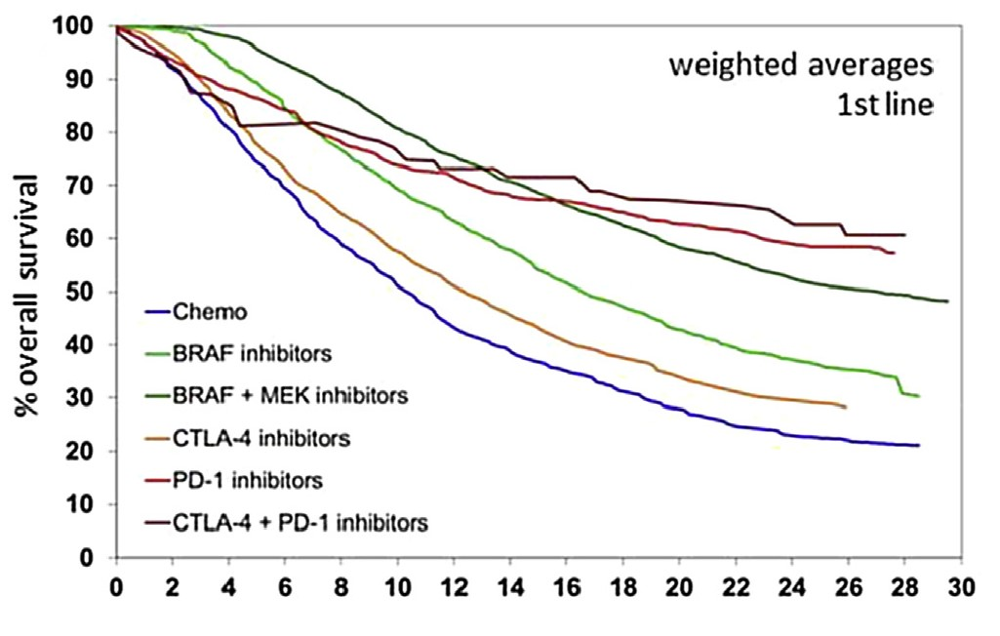 weighted averages
1st line
% overall survival
100
90
80
70
60
50
40
30
20
10
0
Chemo
BRAF inhibitors
BRAF + MEK inhibitors
CTLA-4 inhibitors
PD-1 inhibitors
CTLA-4 + PD-1 inhibitors
0 2 4 6 8 10 12 14 16 18 20 22 24 26 28 30